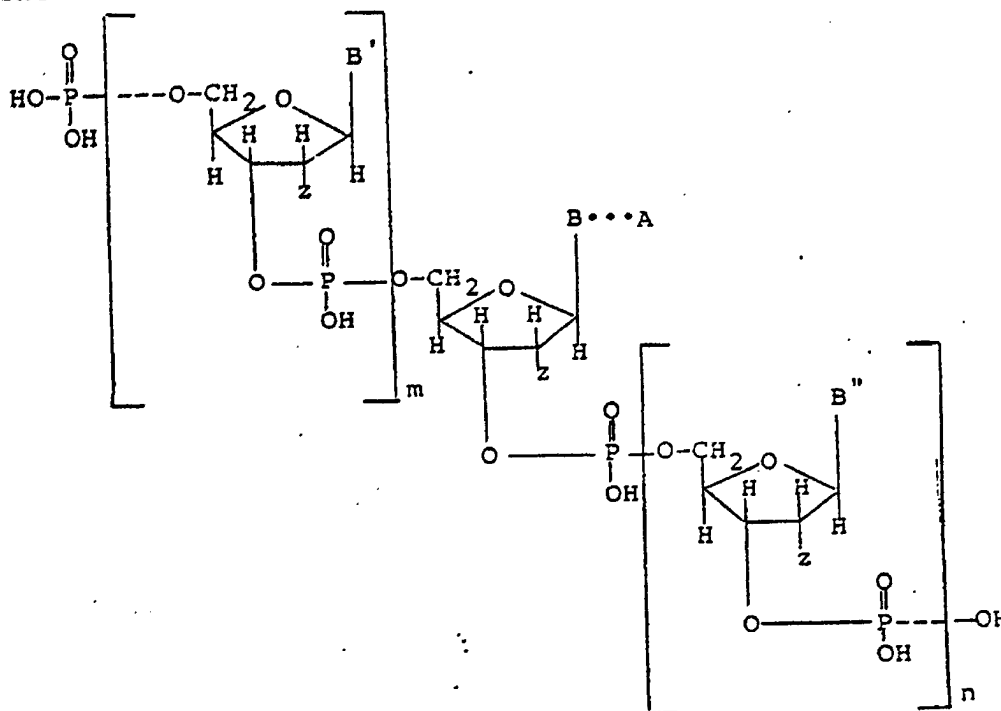 O B'
HO-P-----O-CH2 O
OH H H
H z H
O B•••A
O P O-CH2 O
OH H H
m H z H
O B"
O P O-CH2 O
OH H H
H z H
O
O P-----OH
OH
n